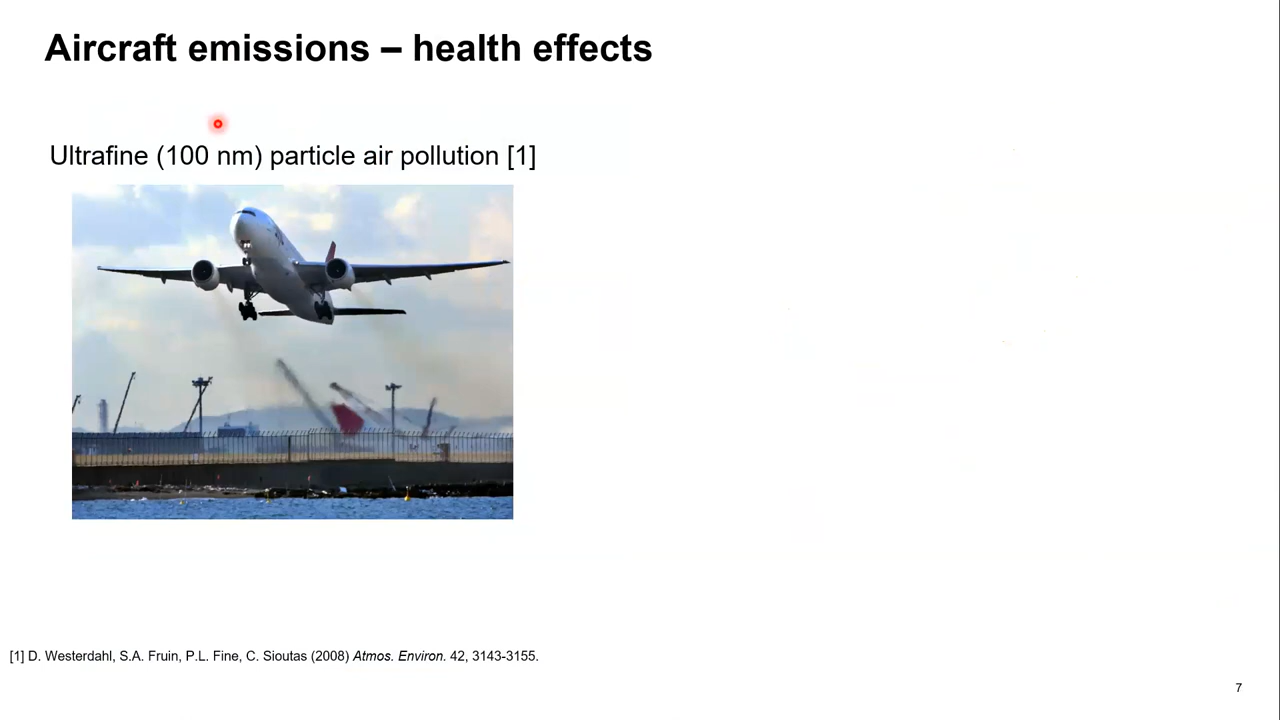 Aircraft emissions – health effects
Ultrafine (100 nm) particle air pollution [1]
[1] D. Westerdahl, S.A. Fruin, P.L. Fine, C. Sioutas (2008) Atmos. Environ. 42, 3143-3155.
7